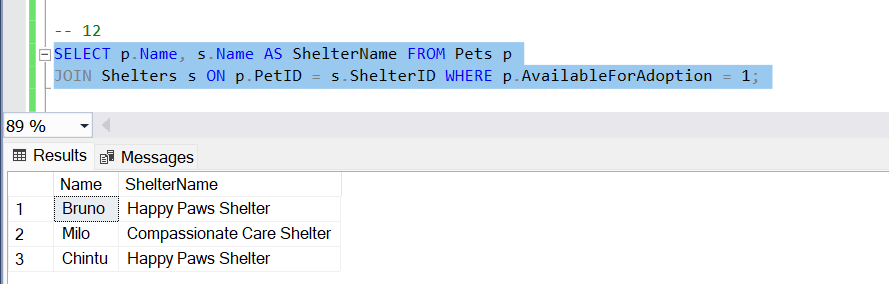 -- 12
SELECT p.Name, s.Name AS ShelterName FROM Pets p
JOIN Shelters s ON p.PetID = s.ShelterID WHERE p.AvailableForAdoption = 1;
89 %
Results Messages
Name ShelterName
1 Bruno Happy Paws Shelter
2 Milo Compassionate Care Shelter
3 Chintu Happy Paws Shelter